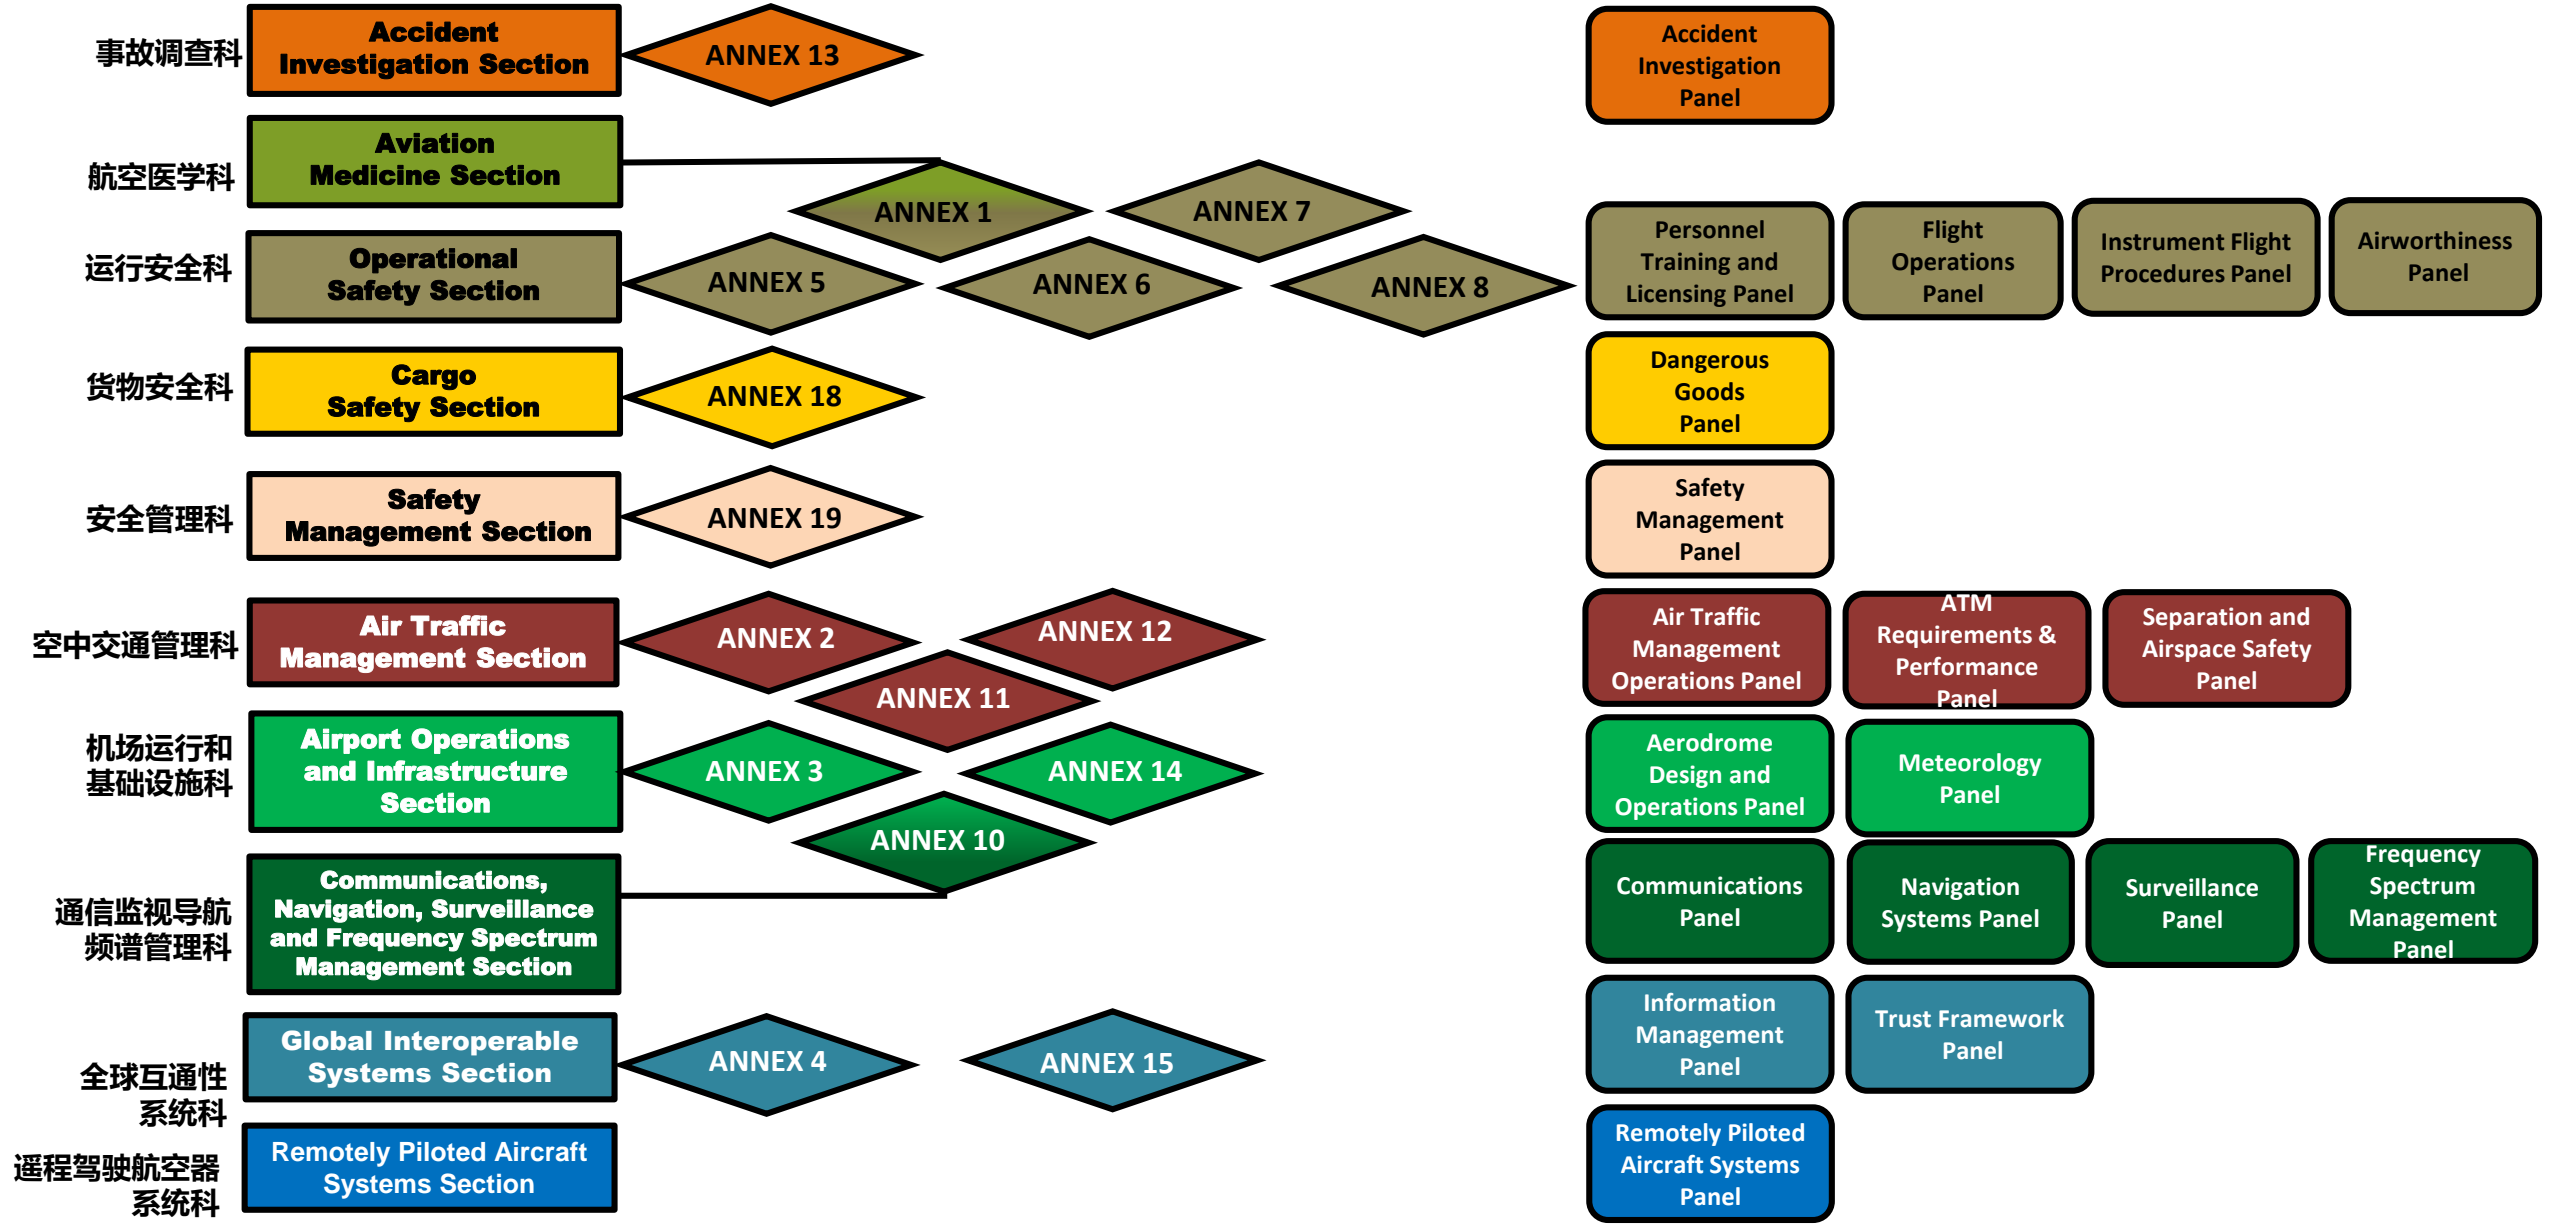 事故调查科
Accident
Investigation Section
ANNEX 13
Accident
Investigation
Panel
航空医学科
Aviation
Medicine Section
ANNEX 1
ANNEX 7
运行安全科
Operational
Safety Section
ANNEX 5
ANNEX 6
ANNEX 8
Personnel
Training and
Licensing Panel
Flight
Operations
Panel
Instrument Flight
Procedures Panel
Airworthiness
Panel
货物安全科
Cargo
Safety Section
ANNEX 18
Dangerous
Goods
Panel
安全管理科
Safety
Management Section
ANNEX 19
Safety
Management
Panel
空中交通管理科
Air Traffic
Management Section
ANNEX 2
ANNEX 12
ANNEX 11
Air Traffic
Management
Operations Panel
ATM
Requirements &
Performance
Panel
Separation and
Airspace Safety
Panel
机场运行和
基础设施科
Airport Operations
and Infrastructure
Section
ANNEX 3
ANNEX 14
ANNEX 10
Aerodrome
Design and
Operations Panel
Meteorology
Panel
通信监视导航
频谱管理科
Communications,
Navigation, Surveillance
and Frequency Spectrum
Management Section
Communications
Panel
Navigation
Systems Panel
Surveillance
Panel
Frequency
Spectrum
Management
Panel
全球互通性
系统科
Global Interoperable
Systems Section
ANNEX 4
ANNEX 15
Information
Management
Panel
Trust Framework
Panel
遥程驾驶航空器
系统科
Remotely Piloted Aircraft
Systems Section
Remotely Piloted
Aircraft Systems
Panel